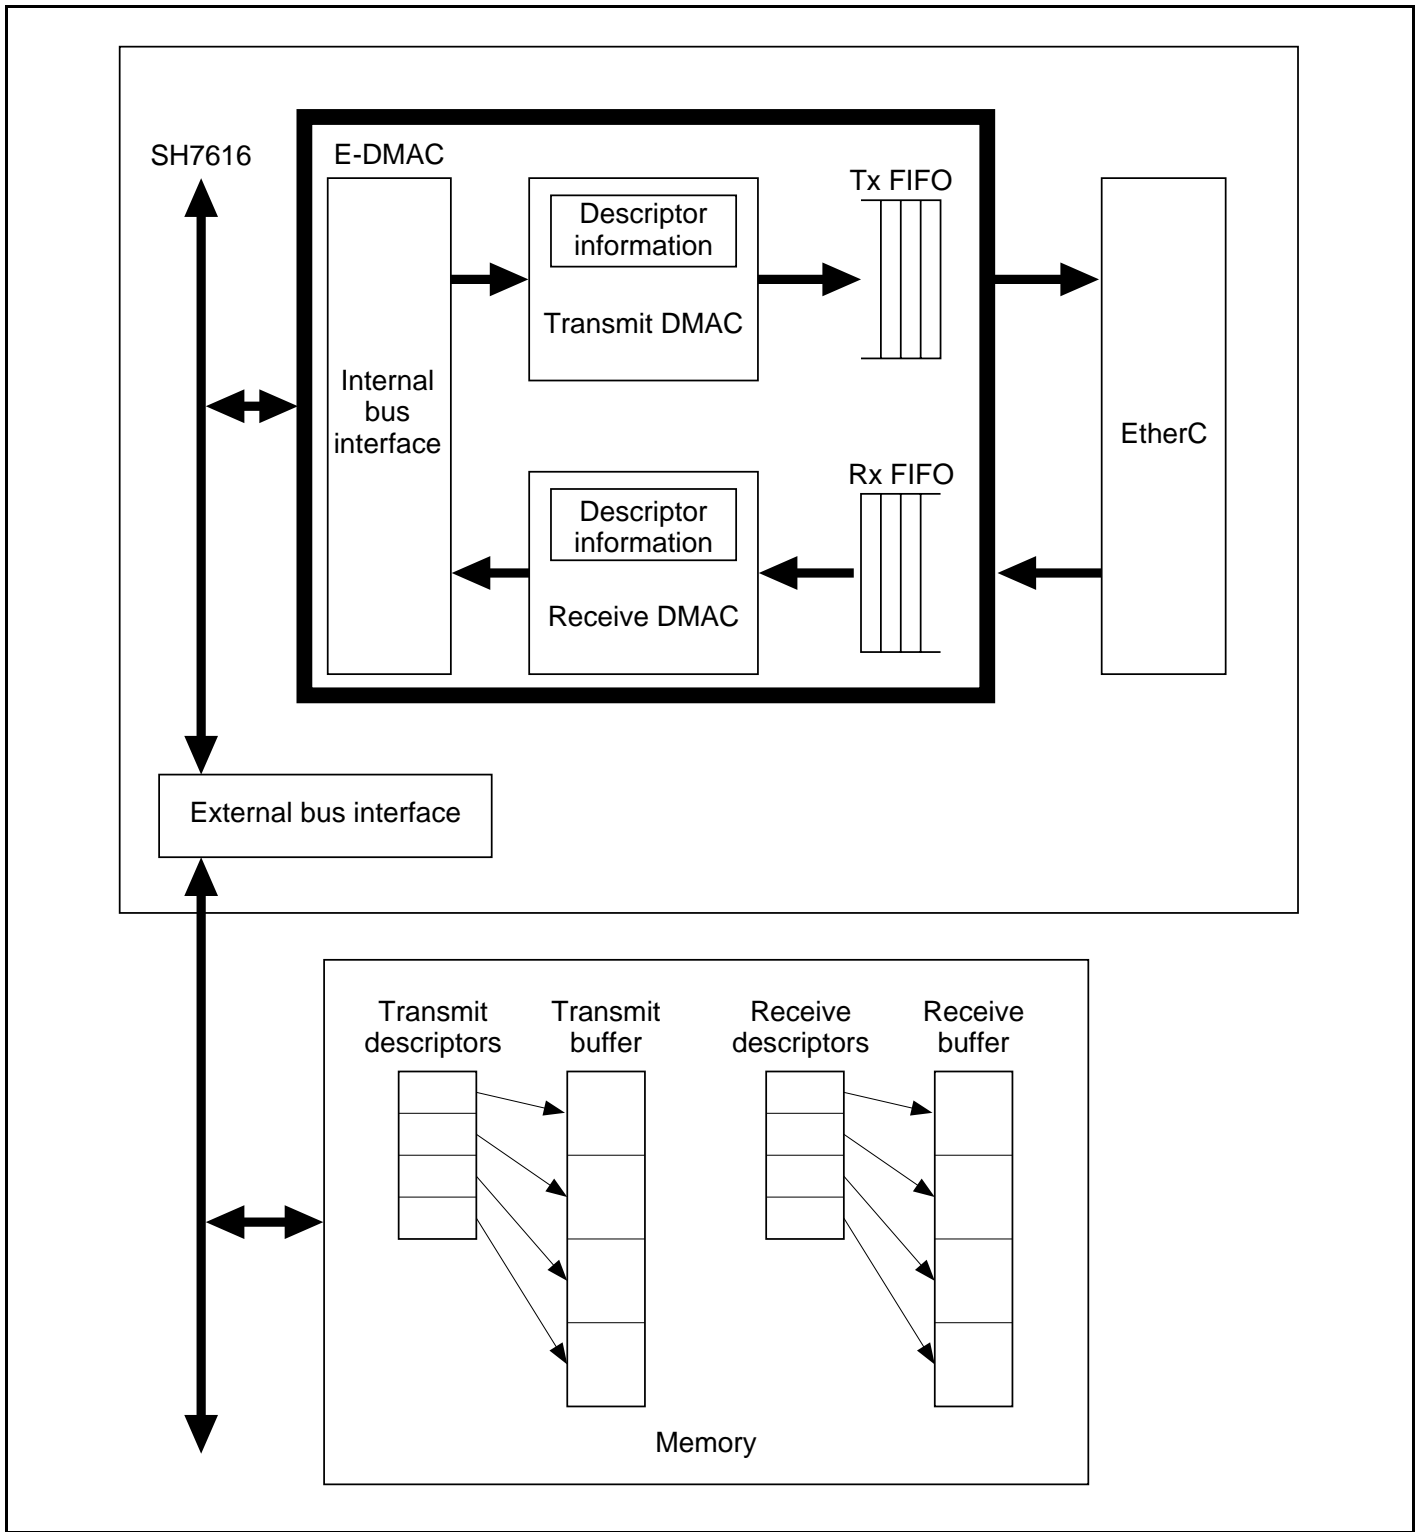 SH7616
E-DMAC
Internal
bus
interface
Descriptor
information
Transmit DMAC
Tx FIFO
Descriptor
information
Receive DMAC
Rx FIFO
EtherC
External bus interface
Transmit
descriptors
Transmit
buffer
Receive
descriptors
Receive
buffer
Memory